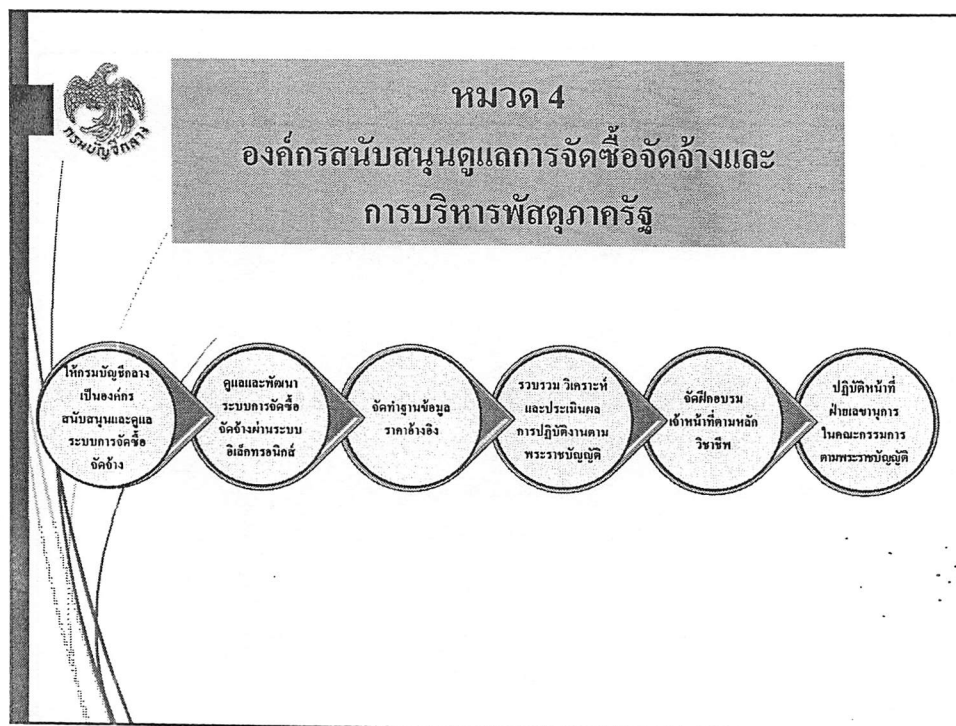 กรมบัญชีกลาง
หมวด 4
องค์กรสนับสนุนดูแลการจัดซื้อจัดจ้างและ
การบริหารพัสดุภาครัฐ
ให้กรมบัญชีกลาง
เป็นองค์กร
สนับสนุนและดูแล
ระบบการจัดซื้อ
จัดจ้าง
ดูแลและพัฒนา
ระบบการจัดซื้อ
จัดจ้างผ่านระบบ
อิเล็กทรอนิกส์
จัดทำฐานข้อมูล
ราคาอ้างอิง
รวบรวม วิเคราะห์
และประเมินผล
การปฏิบัติงานตาม
พระราชบัญญัติ
จัดฝึกอบรม
เจ้าหน้าที่ตามหลัก
วิชาชีพ
ปฏิบัติหน้าที่
ฝ่ายเลขานุการ
ในคณะกรรมการ
ตามพระราชบัญญัติ